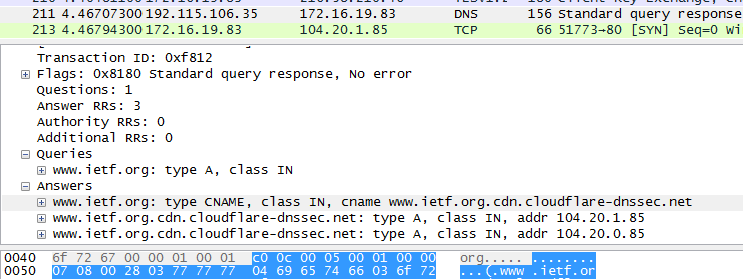 211 4.46707300 192.115.106.35 172.16.19.83 DNS 156 Standard query response
213 4.46794300 172.16.19.83 104.20.1.85 TCP 66 51773→80 [SYN] Seq=0 Wi
Transaction ID: 0xf812
Flags: 0x8180 Standard query response, No error
Questions: 1
Answer RRs: 3
Authority RRs: 0
Additional RRs: 0
Queries
www.ietf.org: type A, class IN
Answers
www.ietf.org: type CNAME, class IN, cname www.ietf.org.cdn.cloudflare-dnssec.net
www.ietf.org.cdn.cloudflare-dnssec.net: type A, class IN, addr 104.20.1.85
www.ietf.org.cdn.cloudflare-dnssec.net: type A, class IN, addr 104.20.0.85
0040 6f 72 67 00 00 01 00 01 c0 0c 00 05 00 01 00 00 org..... ........
0050 07 08 00 28 03 77 77 77 04 69 65 74 66 03 6f 72 ...(.www .ietf.or